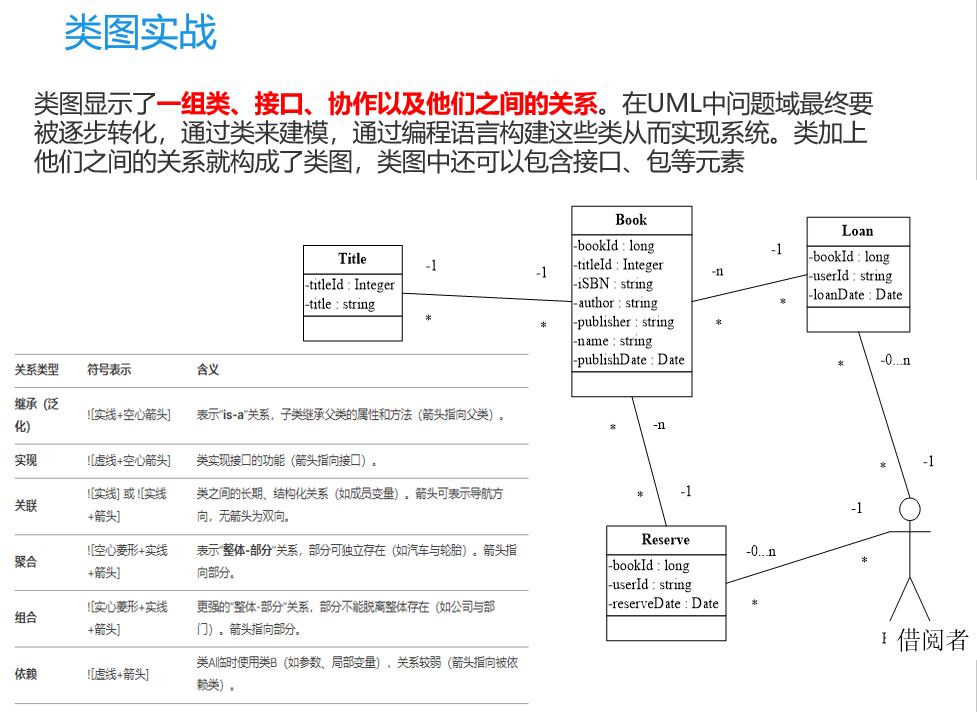 类图实战
类图显示了一组类、接口、协作以及他们之间的关系。在UML中问题域最终要
被逐步转化，通过类来建模，通过编程语言构建这些类从而实现系统。类加上
他们之间的关系就构成了类图，类图中还可以包含接口、包等元素
Title
-titleId : Integer
-title : string
-1
*
-1
*
Book
-bookId : long
-titleId : Integer
-iSBN : string
-author : string
-publisher : string
-name : string
-publishDate : Date
-n
*
-1
*
Loan
-bookId : long
-userId : string
-loanDate : Date
*
-0...n
*
-1
*
-n
*
-1
Reserve
-bookId : long
-userId : string
-reserveDate : Date
-0...n
*
-1
*
借阅者
关系类型 符号表示 含义
继承（泛
化） ![实线+空心箭头] 表示"is-a"关系，子类继承父类的属性和方法（箭头指向父类）。
实现 ![虚线+空心箭头] 类实现接口的功能（箭头指向接口）。
关联 ![实线] 或 ![实线
+箭头] 类之间的长期、结构化关系（如成员变量）。箭头可表示导航方
向，无箭头为双向。
聚合 ![空心菱形+实线
+箭头] 表示"整体-部分"关系，部分可独立存在（如汽车与轮胎）。箭头指
向部分。
组合 ![实心菱形+实线
+箭头] 更强的"整体-部分"关系，部分不能脱离整体存在（如公司与部
门）。箭头指向部分。
依赖 ![虚线+箭头] 类A临时使用类B（如参数、局部变量），关系较弱（箭头指向被依
赖类）。